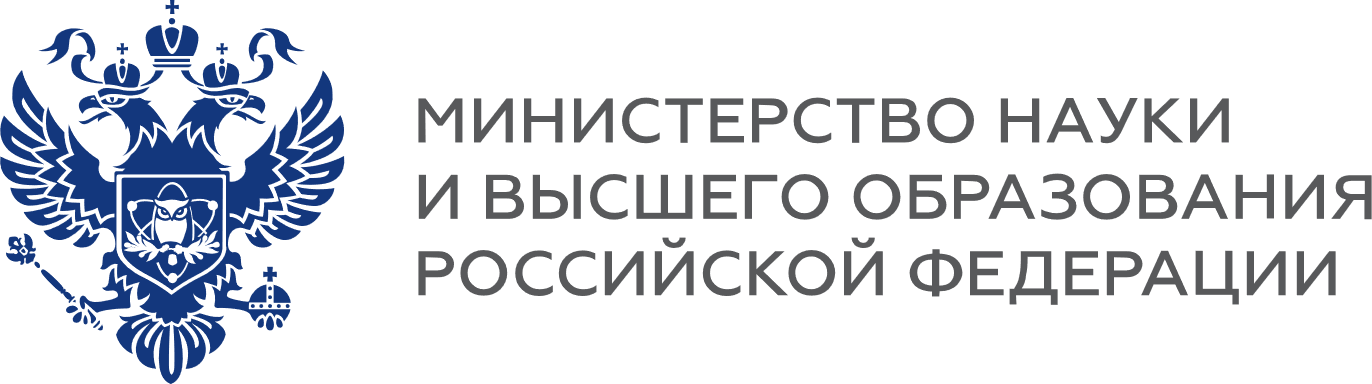 МИНИСТЕРСТВО НАУКИ
И ВЫСШЕГО ОБРАЗОВАНИЯ
РОССИЙСКОЙ ФЕДЕРАЦИИ